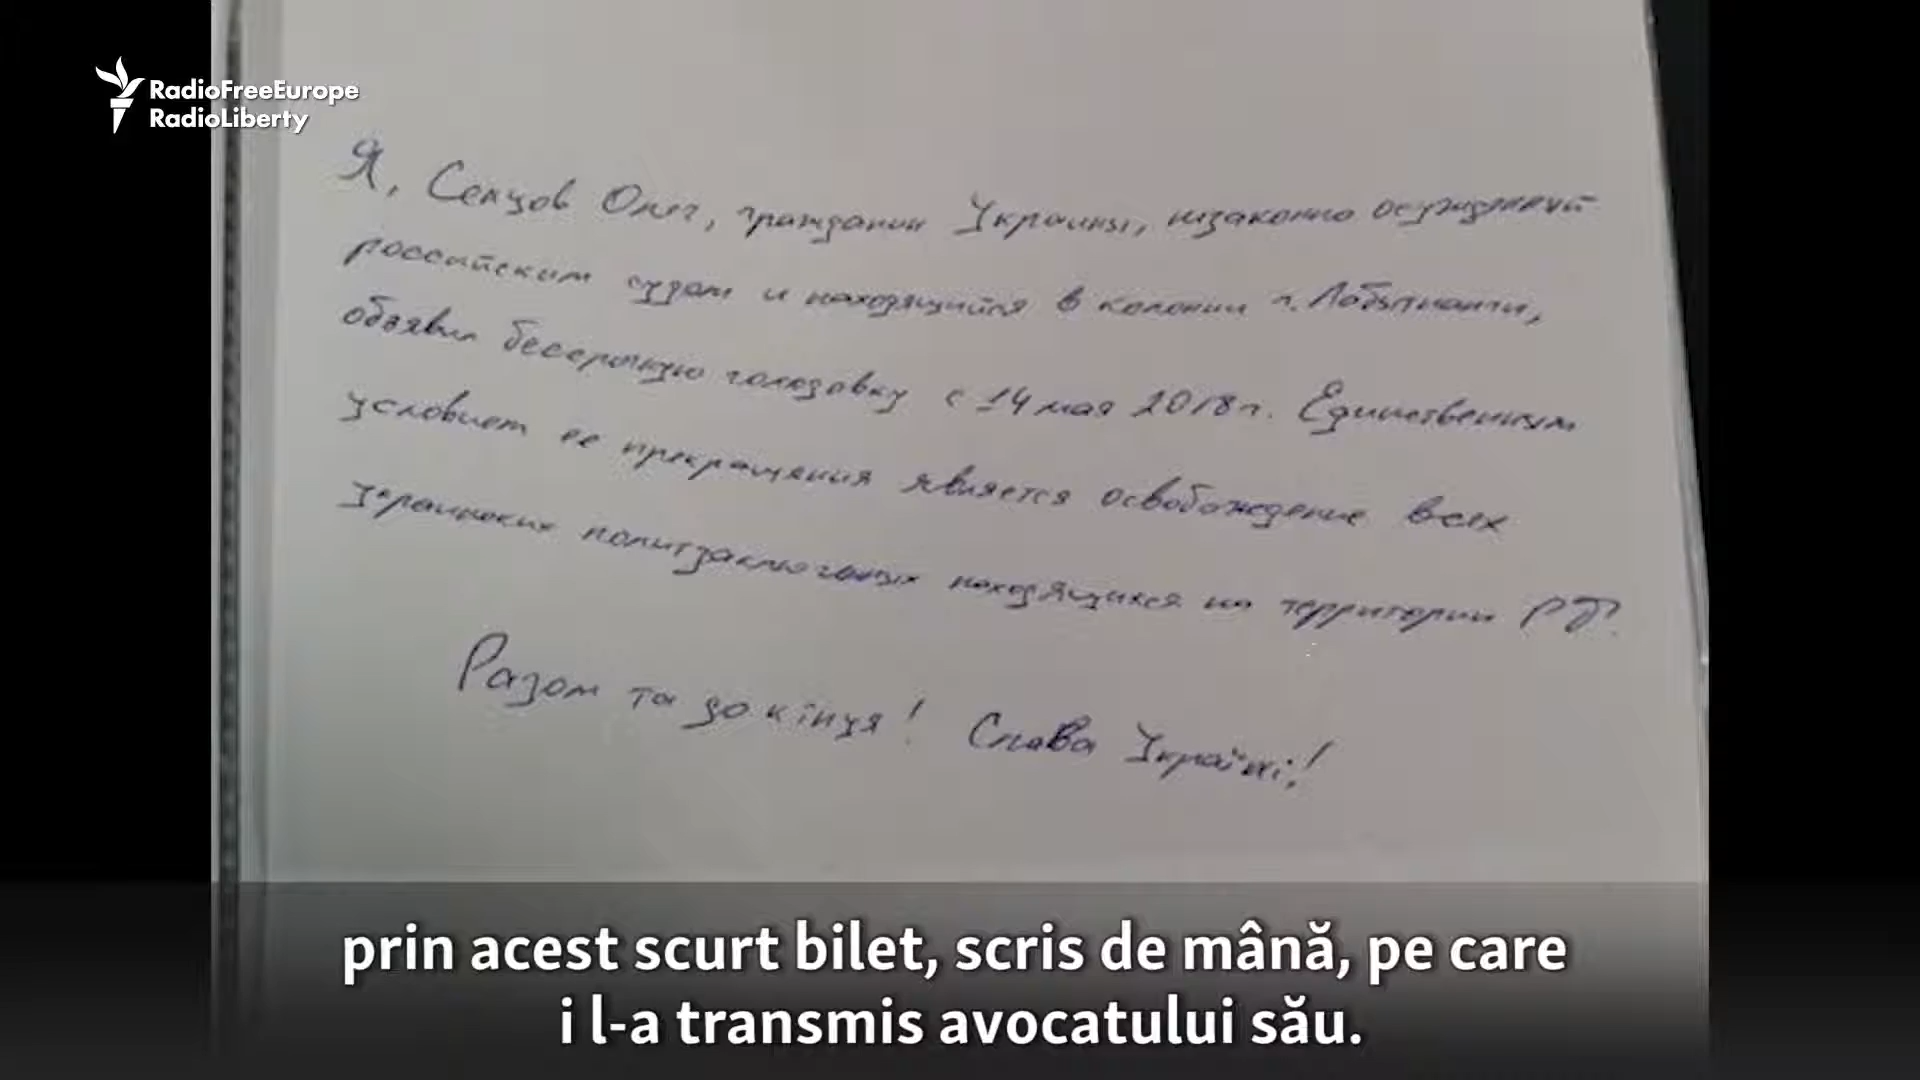 RadioFreeEurope
RadioLiberty
Я, Сенцов Олег, гражданин Украины, незаконно осужденный
российским судом и находящийся в колонии г. Лабытнанги,
объявил бессрочную голодовку с 14 мая 2018 г. Единственным
условием ее прекращения является освобождение всех
украинских политзаключенных находящихся на территории РФ.
Разом та до кінця! Слава Україні!
prin acest scurt bilet, scris de mână, pe care
i l-a transmis avocatului său.